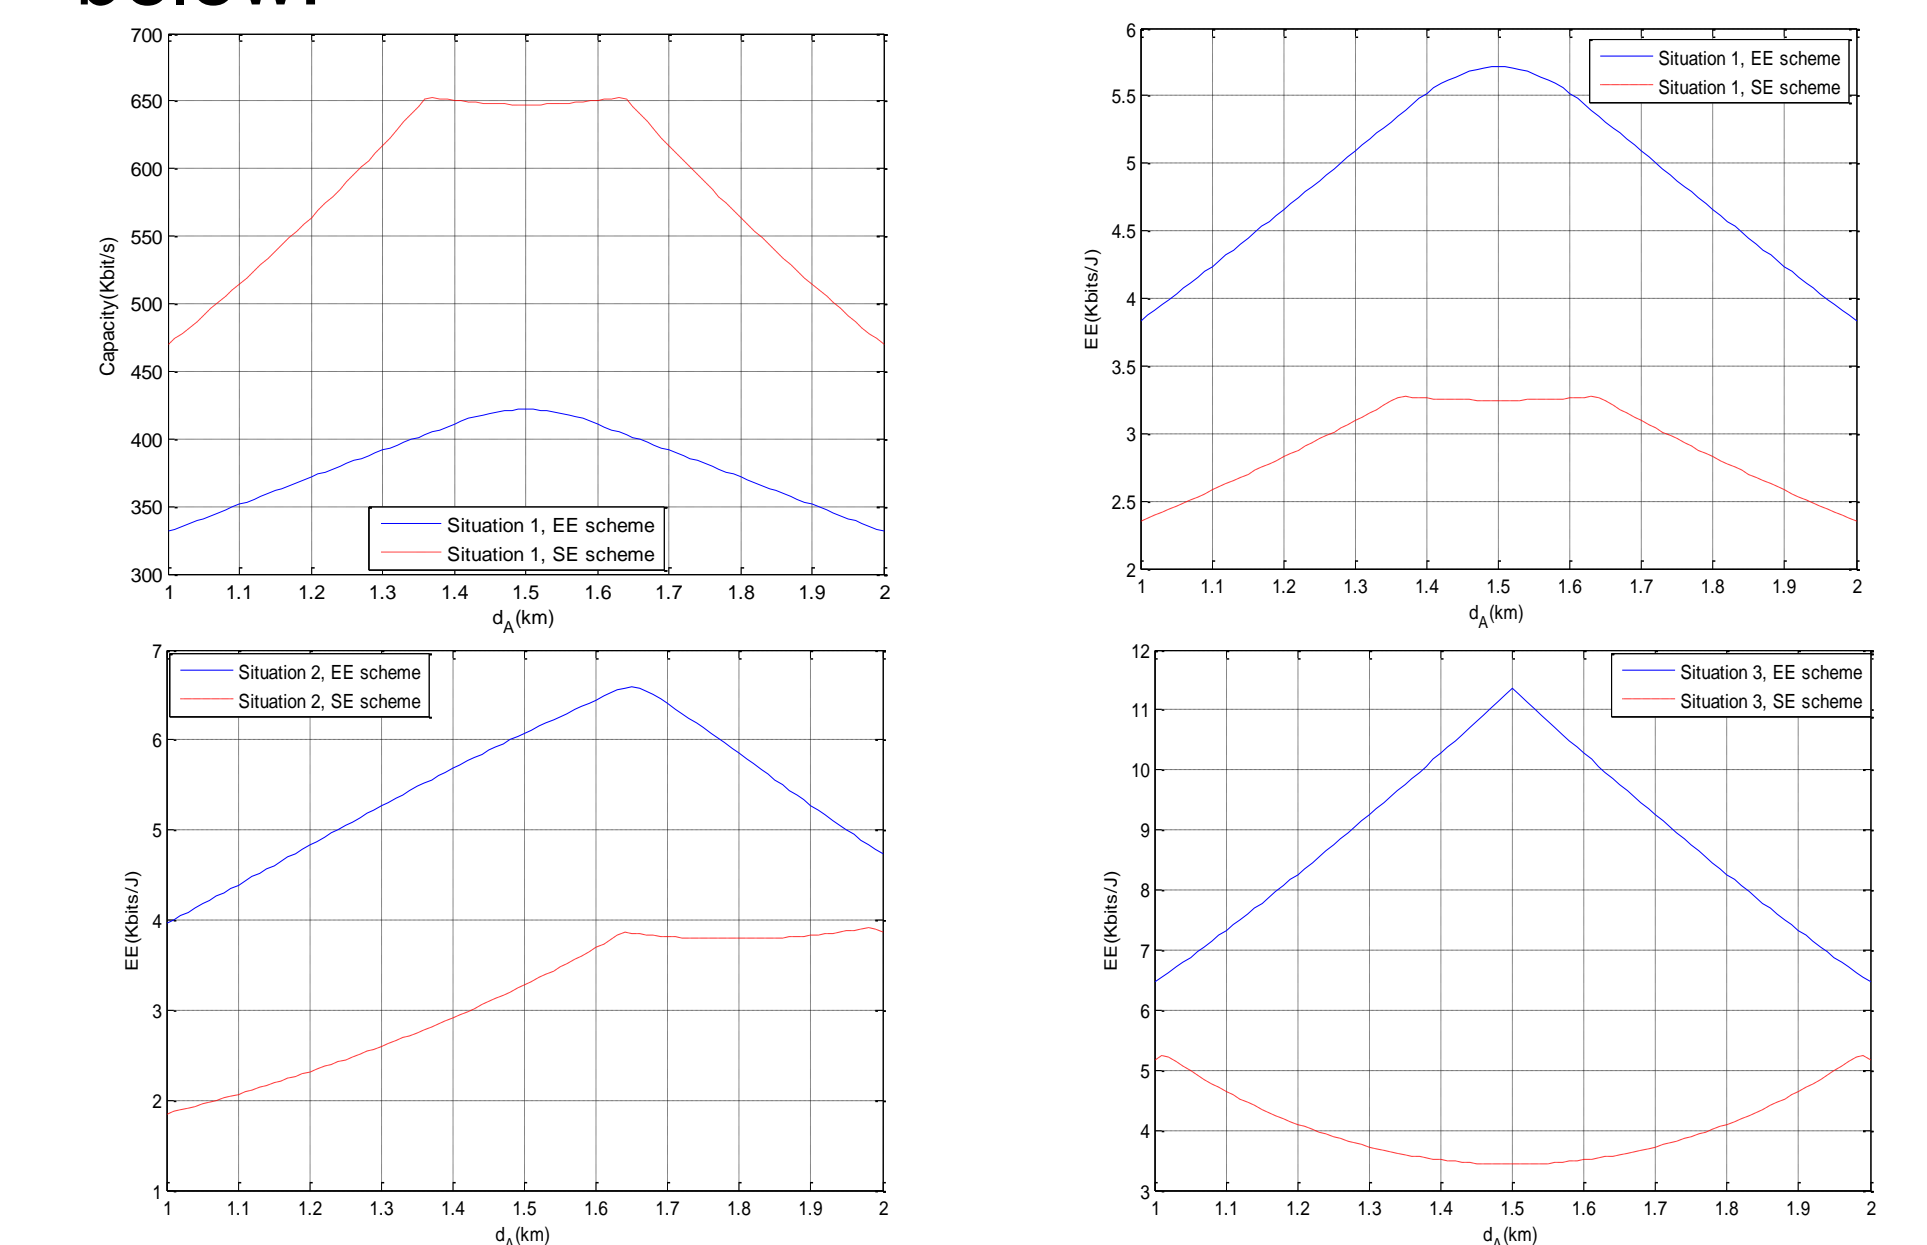 below.
700
650
600
550
500
450
400
350
300
Capacity(Kbit/s)
Situation 1, EE scheme
Situation 1, SE scheme
1 1.1 1.2 1.3 1.4 1.5 1.6 1.7 1.8 1.9 2
dA(km)
6
5.5
5
4.5
4
3.5
3
2.5
2
EE(Kbits/J)
Situation 1, EE scheme
Situation 1, SE scheme
1 1.1 1.2 1.3 1.4 1.5 1.6 1.7 1.8 1.9 2
dA(km)
7
6
5
4
3
2
1
EE(Kbits/J)
Situation 2, EE scheme
Situation 2, SE scheme
1 1.1 1.2 1.3 1.4 1.5 1.6 1.7 1.8 1.9 2
dA(km)
12
11
10
9
8
7
6
5
4
3
EE(Kbits/J)
Situation 3, EE scheme
Situation 3, SE scheme
1 1.1 1.2 1.3 1.4 1.5 1.6 1.7 1.8 1.9 2
dA(km)